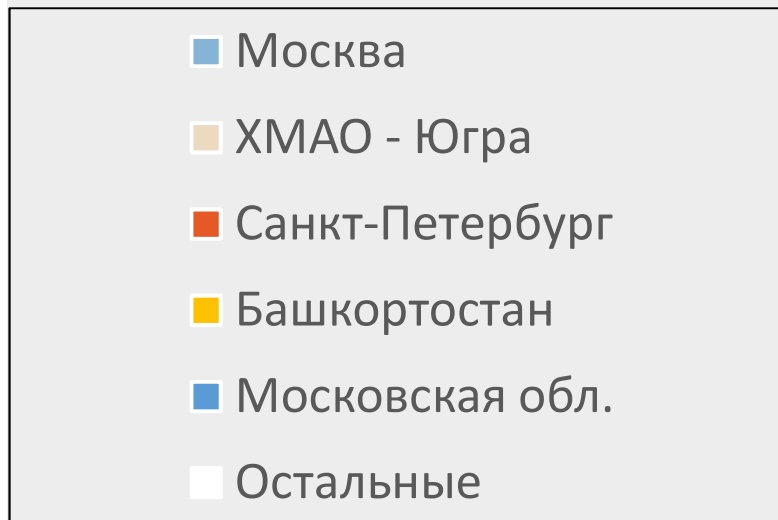 Москва
ХМАО - Югра
Санкт-Петербург
Башкортостан
Московская обл.
Остальные